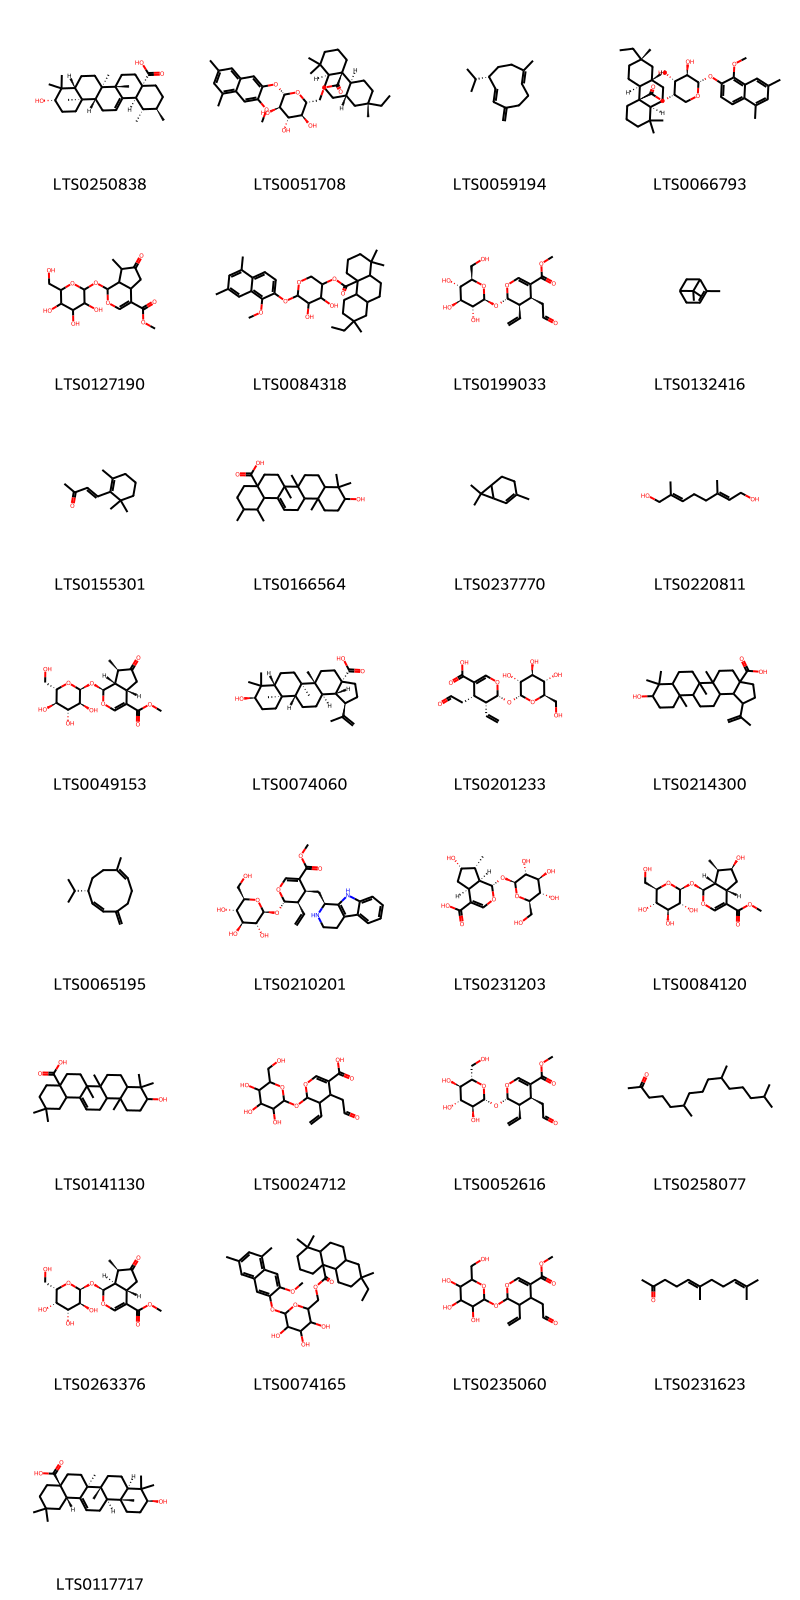 LTS0250838 LTS0051708 LTS0059194 LTS0066793
LTS0127190 LTS0084318 LTS0199033 LTS0132416
LTS0155301 LTS0166564 LTS0237770 LTS0220811
LTS0049153 LTS0074060 LTS0201233 LTS0214300
LTS0065195 LTS0210201 LTS0231203 LTS0084120
LTS0141130 LTS0024712 LTS0052616 LTS0258077
LTS0263376 LTS0074165 LTS0235060 LTS0231623
LTS0117717